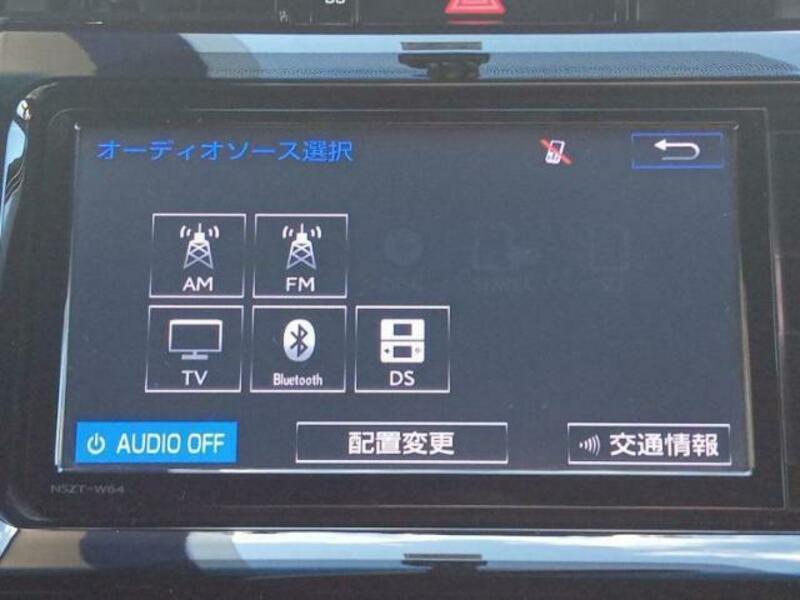 オーディオソース選択
AM
FM
DISC
TV
Bluetooth
DS
AUDIO OFF
配置変更
交通情報
NSZT-W64